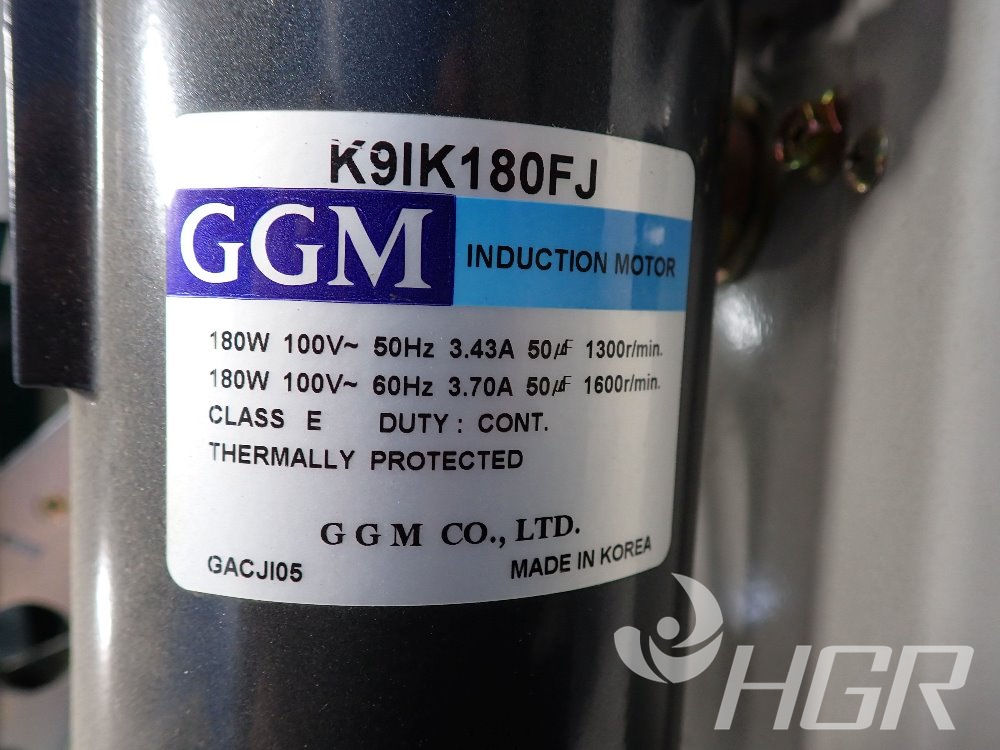 K9IK180FJ
GGM INDUCTION MOTOR
180W 100V~ 50Hz 3.43A 50µF 1300r/min.
180W 100V~ 60Hz 3.70A 50µF 1600r/min.
CLASS E DUTY : CONT.
THERMALLY PROTECTED
G G M CO., LTD.
GACJI05 MADE IN KOREA
HGR